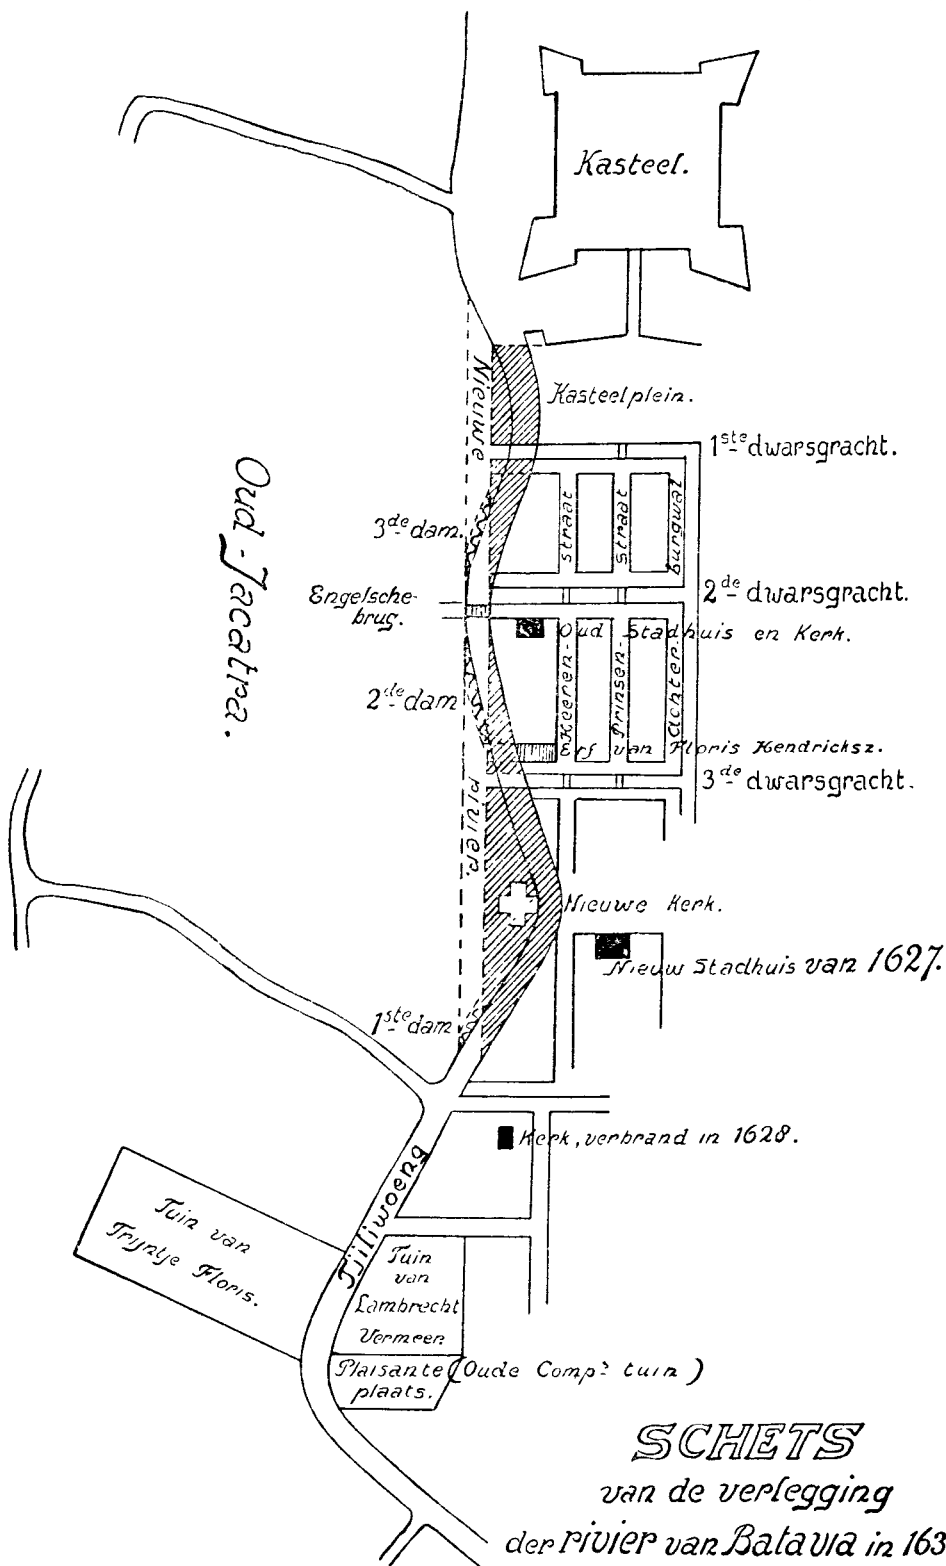 Kasteel.
Kasteelplein.
Nieuwe
1ste dwarsgracht.
Oud-Jacatra.
3de dam.
straat
straat
burgwal
Engelsche-
brug.
2de dwarsgracht.
Oud Stadhuis en Kerk.
Heeren-
Prinsen-
Achter.
2de dam
Erf van Floris Hendricksz.
rivier.
3de dwarsgracht.
Nieuwe Kerk.
Nieuw Stadhuis van 1627.
1ste dam
Kerk, verbrand in 1628.
Tjiliwoeng
Tuin van
Tryntje Floris.
Tuin
van
Lambrecht
Vermeer.
Plaisante (Oude Comps tuin)
plaats.
SCHETS
van de verlegging
der rivier van Batavia in 163